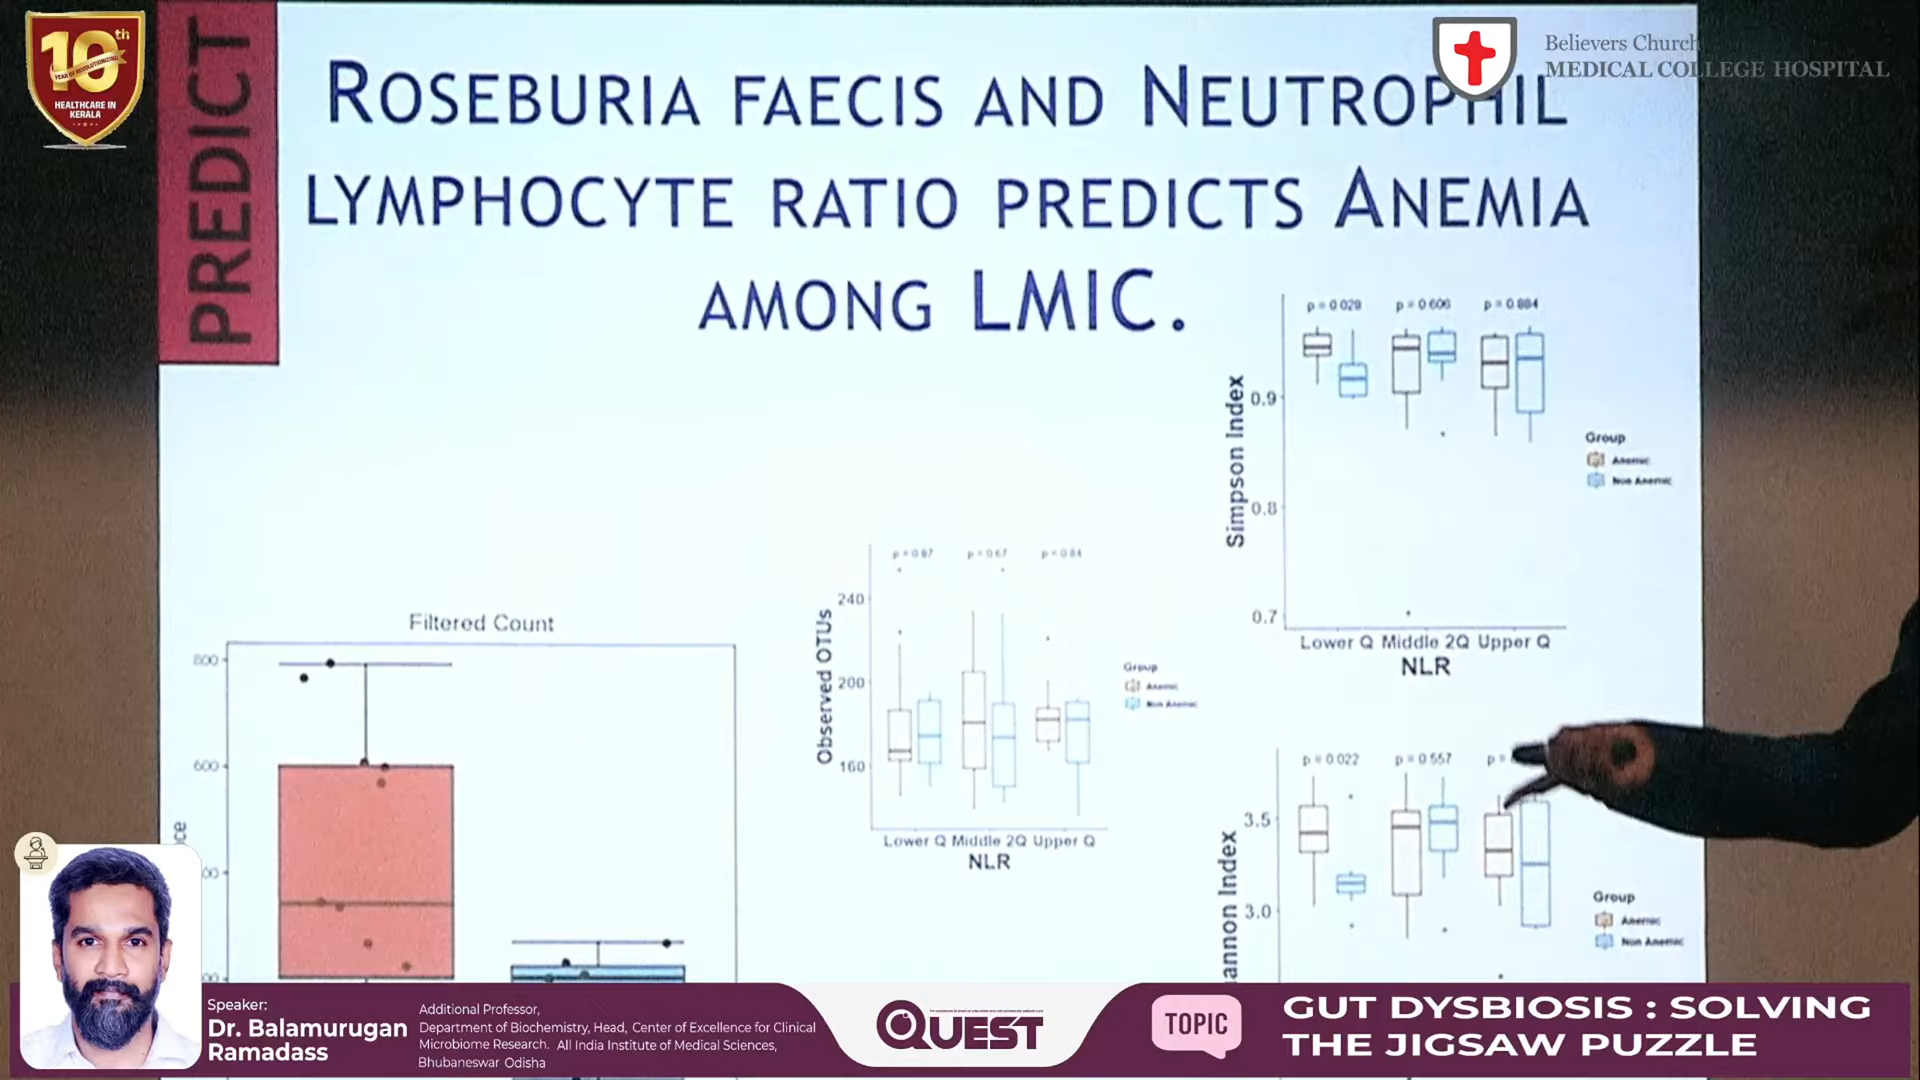 10th
YEAR OF REVOLUTIONIZING
HEALTHCARE IN
KERALA
PREDICT
ROSEBURIA FAECIS AND NEUTROPHIL
LYMPHOCYTE RATIO PREDICTS ANEMIA
AMONG LMIC.
Believers Church
MEDICAL COLLEGE HOSPITAL
p = 0.029 p = 0.606 p = 0.884
Simpson Index
0.9
0.8
0.7
Lower Q Middle 2Q Upper Q
NLR
Group
Anemic
Non Anemic
p = 0.87 p = 0.67 p = 0.84
Observed OTUs
240
200
160
Lower Q Middle 2Q Upper Q
NLR
Group
Anemic
Non Anemic
Filtered Count
800
600
p = 0.022 p = 0.557 p =
3.5
3.0
Group
Anemic
Non Anemic
Speaker:
Dr. Balamurugan
Ramadass
Additional Professor,
Department of Biochemistry, Head, Center of Excellence for Clinical
Microbiome Research. All India Institute of Medical Sciences,
Bhubaneswar Odisha
QUEST
TOPIC
GUT DYSBIOSIS : SOLVING
THE JIGSAW PUZZLE